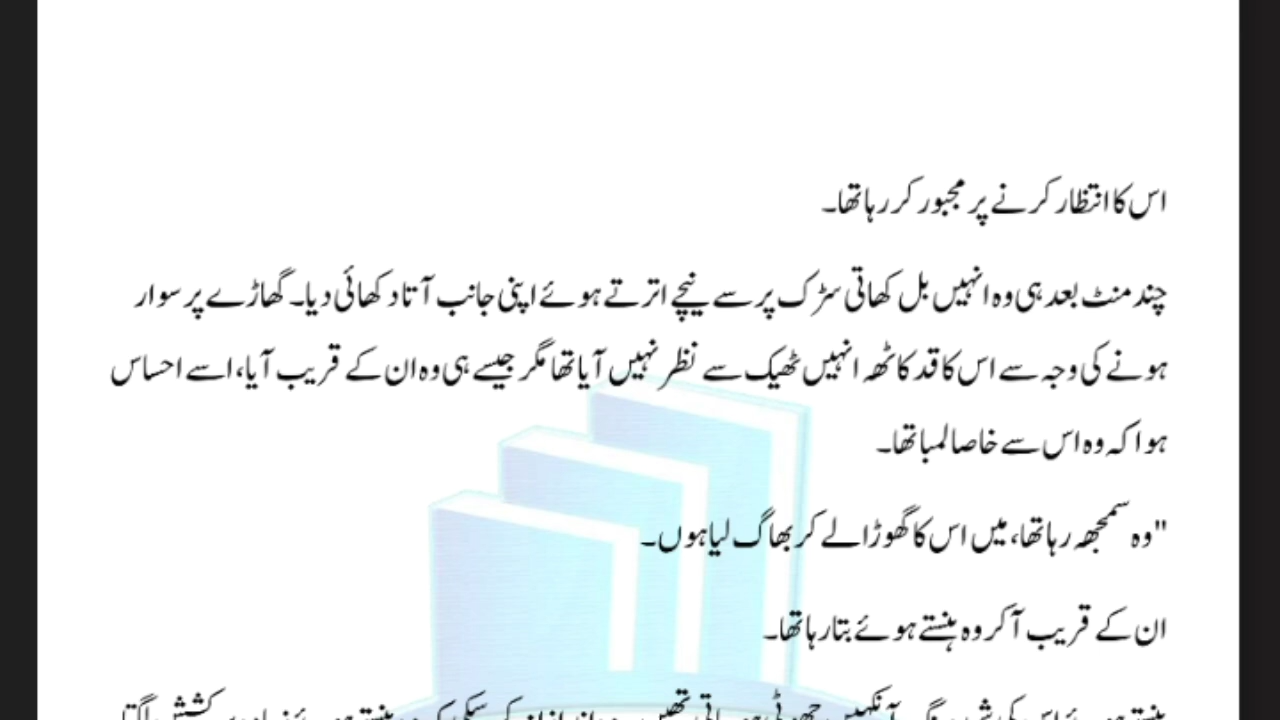 اس کا انتظار کرنے پر مجبور کر رہا تھا۔
چند منٹ بعد ہی وہ انہیں بل کھاتی سڑک پر سے نیچے اترتے ہوئے اپنی جانب آتا دکھائی دیا۔ گھاڑے پر سوار
ہونے کی وجہ سے اس کا قد کاٹھ انہیں ٹھیک سے نظر نہیں آیا تھا مگر جیسے ہی وہ ان کے قریب آیا، اسے احساس
ہوا کہ وہ اس سے خاصا لمبا تھا۔
"وہ سمجھ رہا تھا، میں اس کا گھوڑا لے کر بھاگ لیا ہوں۔
ان کے قریب آ کر وہ ہنستے ہوئے بتا رہا تھا۔